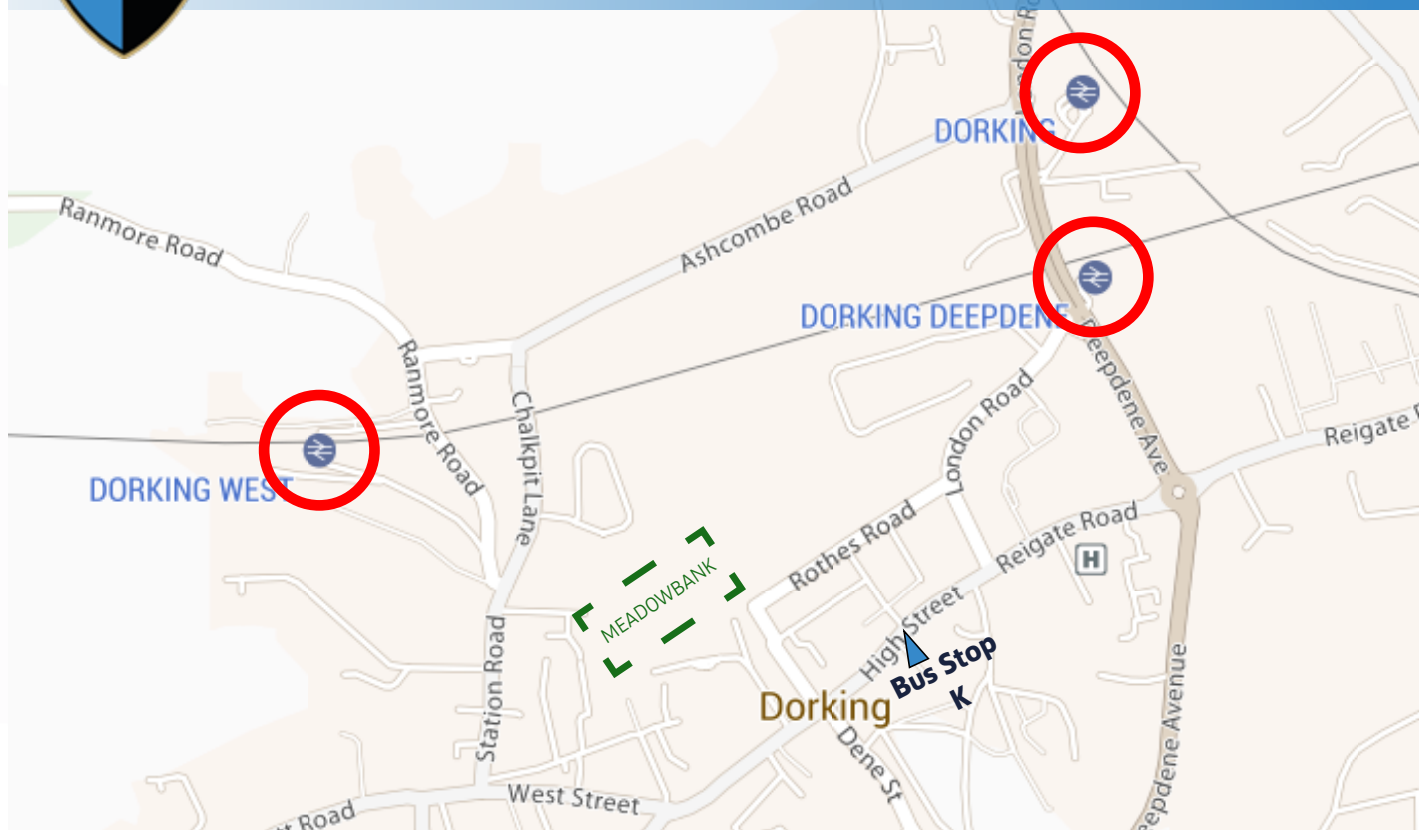 London Ro
DORKING
Ashcombe Road
Ranmore Road
DORKING DEEPDENE
Ranmore Road
Chalkpit Lane
Deepdene Ave
London Road
Reigate
DORKING WEST
Rothes Road
Reigate Road
H
MEADOWBANK
High Street
Bus Stop
K
Station Road
Dorking
Dene St
Deepdene Avenue
West Street
Road